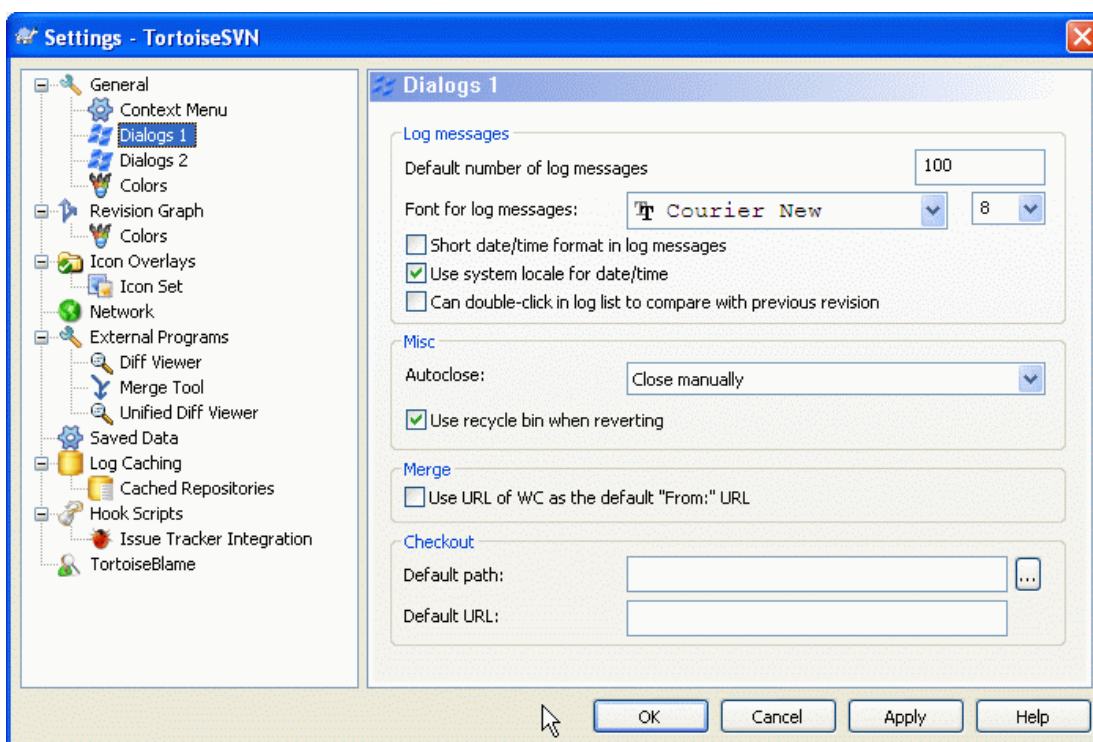 Settings - TortoiseSVN
General
Context Menu
Dialogs 1
Dialogs 2
Colors
Revision Graph
Colors
Icon Overlays
Icon Set
Network
External Programs
Diff Viewer
Merge Tool
Unified Diff Viewer
Saved Data
Log Caching
Cached Repositories
Hook Scripts
Issue Tracker Integration
TortoiseBlame
Dialogs 1
Log messages
Default number of log messages 100
Font for log messages: Courier New 8
Short date/time format in log messages
Use system locale for date/time
Can double-click in log list to compare with previous revision
Misc
Autoclose: Close manually
Use recycle bin when reverting
Merge
Use URL of WC as the default "From:" URL
Checkout
Default path: ...
Default URL:
OK Cancel Apply Help